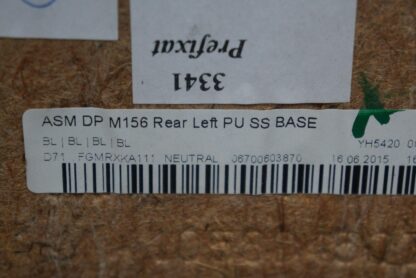 3341
Prefixat
ASM DP M156 Rear Left PU SS BASE
BL | BL | BL | BL
YH5420
D71 FGMRXKA111 NEUTRAL 06700603870 16.06.2015